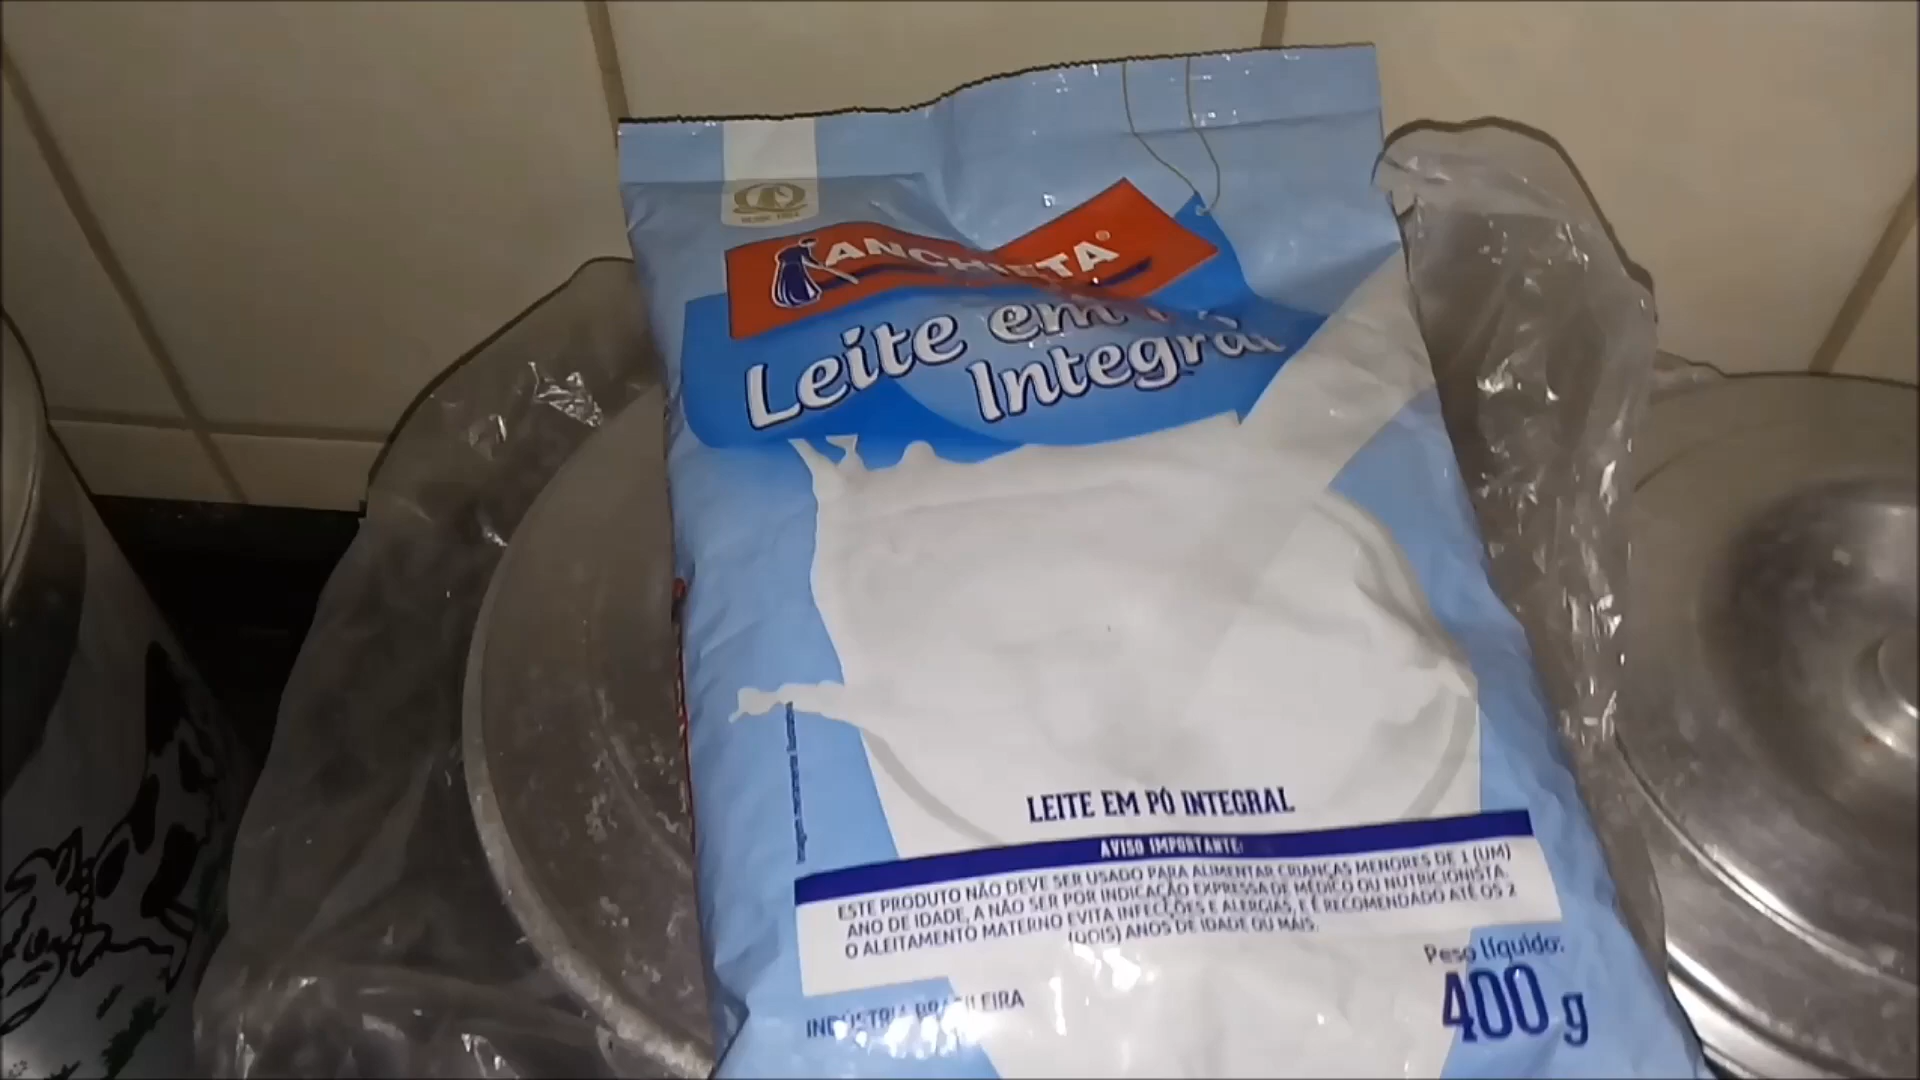 ANCHIETA®
Leite em
Integral
LEITE EM PÓ INTEGRAL
AVISO IMPORTANTE:
ESTE PRODUTO NÃO DEVE SER USADO PARA ALIMENTAR CRIANÇAS MENORES DE 1 (UM)
ANO DE IDADE, A NÃO SER POR INDICAÇÃO EXPRESSA DE MÉDICO OU NUTRICIONISTA.
O ALEITAMENTO MATERNO EVITA INFECÇÕES E ALERGIAS, E É RECOMENDADO ATÉ OS 2
(DOIS) ANOS DE IDADE OU MAIS.
Peso líquido:
400 g
INDÚSTRIA BRASILEIRA